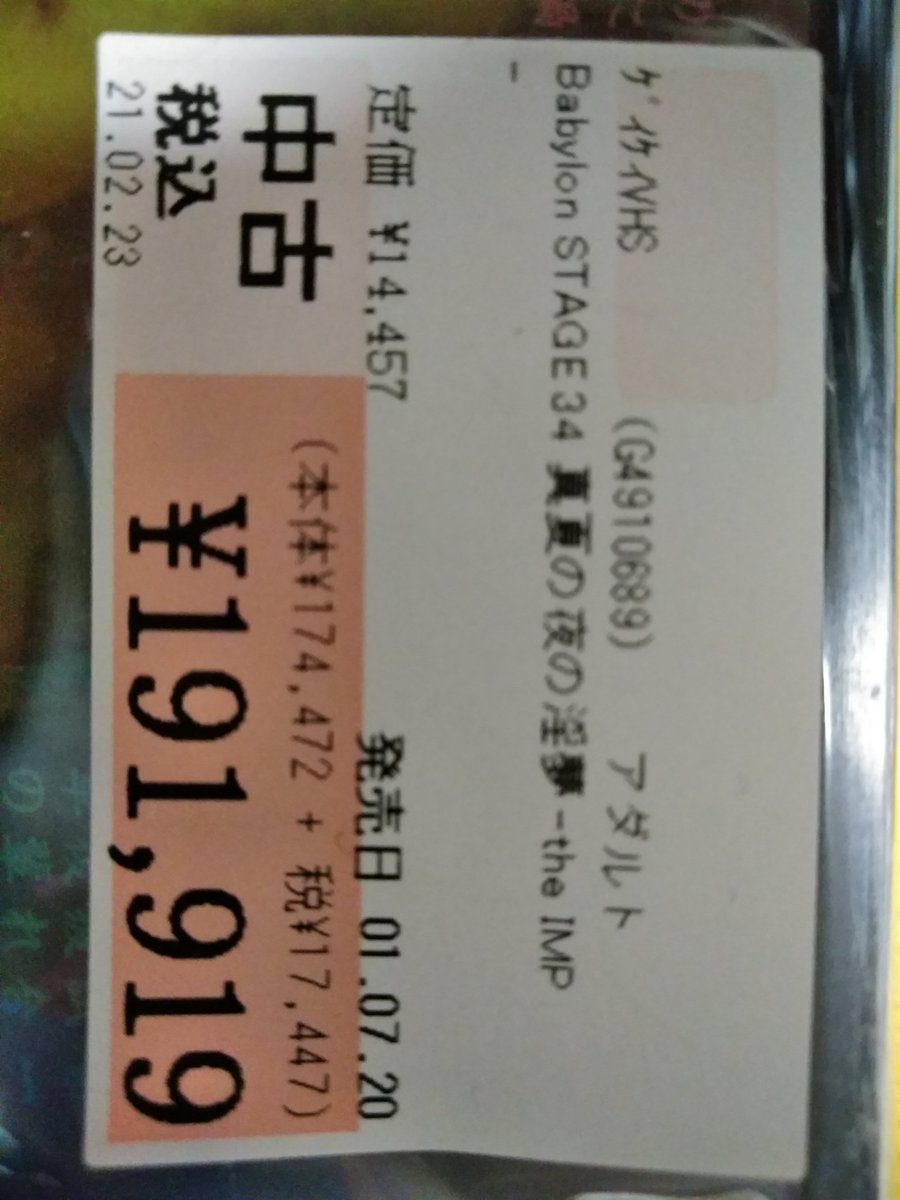 ｹﾞｲｹｲVHS (G4910689) アダルト
Babylon STAGE 34 真夏の夜の淫夢 -the IMP
-
定価 ¥14,457 発売日 01.07.20
中古 (本体¥174,472 + 税¥17,447)
税込 ¥191,919
21.02.23